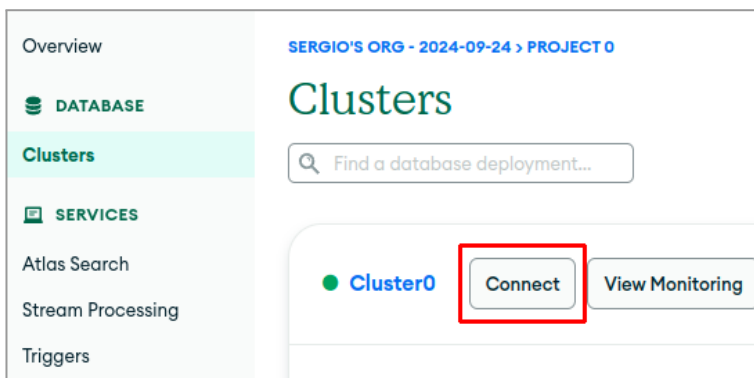 Overview
DATABASE
Clusters
SERVICES
Atlas Search
Stream Processing
Triggers
SERGIO'S ORG - 2024-09-24 > PROJECT 0
Clusters
Find a database deployment...
Cluster0 Connect View Monitoring